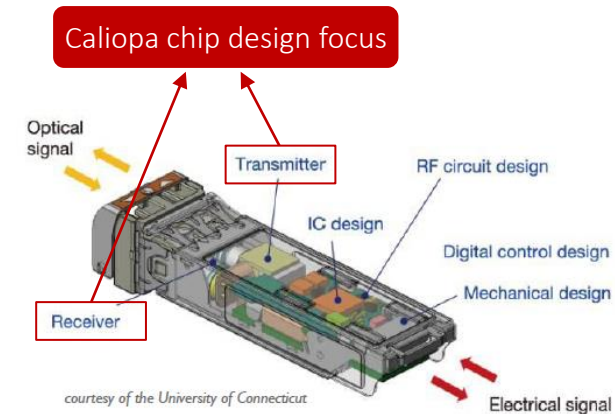 Caliopa chip design focus
Optical
signal
Transmitter
RF circuit design
IC design
Digital control design
Mechanical design
Receiver
courtesy of the University of Connecticut
Electrical signal